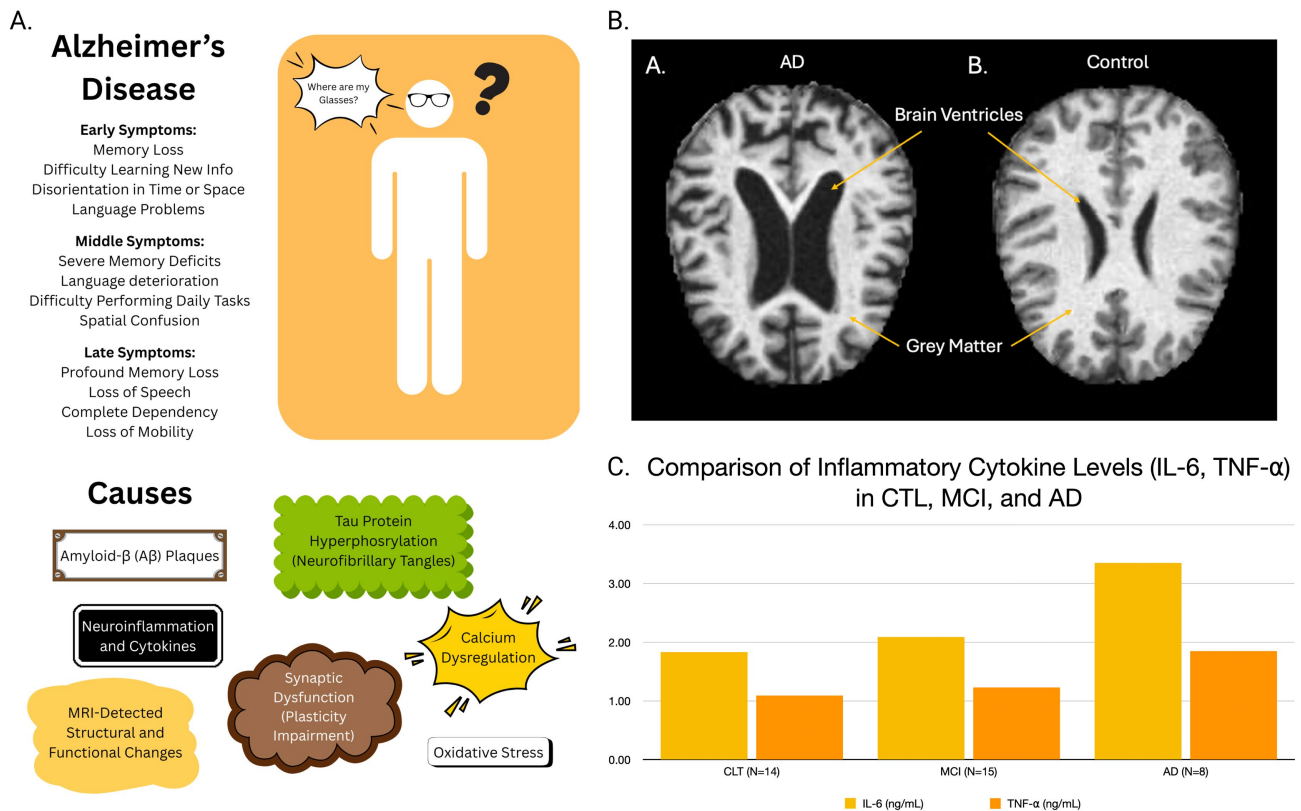 A.
Alzheimer's
Disease
Early Symptoms:
Memory Loss
Difficulty Learning New Info
Disorientation in Time or Space
Language Problems
Middle Symptoms:
Severe Memory Deficits
Language deterioration
Difficulty Performing Daily Tasks
Spatial Confusion
Late Symptoms:
Profound Memory Loss
Loss of Speech
Complete Dependency
Loss of Mobility
Where are my
Glasses?
?
Causes
Amyloid-β (Aβ) Plaques
Tau Protein
Hyperphosrylation
(Neurofibrillary Tangles)
Neuroinflammation
and Cytokines
Calcium
Dysregulation
Synaptic
Dysfunction
(Plasticity
Impairment)
MRI-Detected
Structural and
Functional Changes
Oxidative Stress
B.
A.
AD
B.
Control
Brain Ventricles
Grey Matter
C. Comparison of Inflammatory Cytokine Levels (IL-6, TNF-α)
in CTL, MCI, and AD
4.00
3.00
2.00
1.00
0.00
CLT (N=14)
MCI (N=15)
AD (N=8)
IL-6 (ng/mL)
TNF-α (ng/mL)